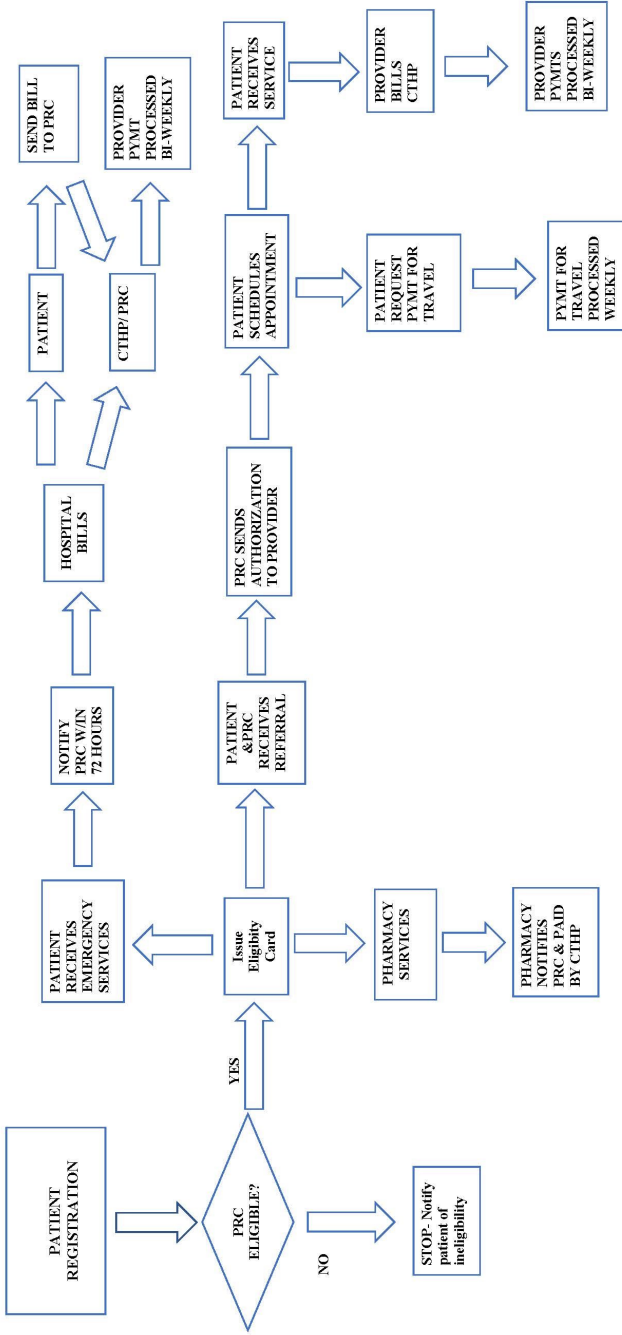 PATIENT
REGISTRATION
PRC
ELIGIBLE?
YES
NO
STOP- Notify
patient of
ineligibility
Issue
Eligibity
Card
PATIENT
RECEIVES
EMERGENCY
SERVICES
NOTIFY
PRC W/IN
72 HOURS
HOSPITAL
BILLS
PATIENT
SEND BILL
TO PRC
CTHP/ PRC
PROVIDER
PYMT
PROCESSED
BI-WEEKLY
PATIENT
&PRC
RECEIVES
REFERRAL
PRC SENDS
AUTHORIZATION
TO PROVIDER
PATIENT
SCHEDULES
APPOINTMENT
PATIENT
RECEIVES
SERVICE
PROVIDER
BILLS
CTHP
PROVIDER
PYMTS
PROCESSED
BI-WEEKLY
PATIENT
REQUEST
PYMT FOR
TRAVEL
PYMT FOR
TRAVEL
PROCESSED
WEEKLY
PHARMACY
SERVICES
PHARMACY
NOTIFIES
PRC & PAID
BY CTHP